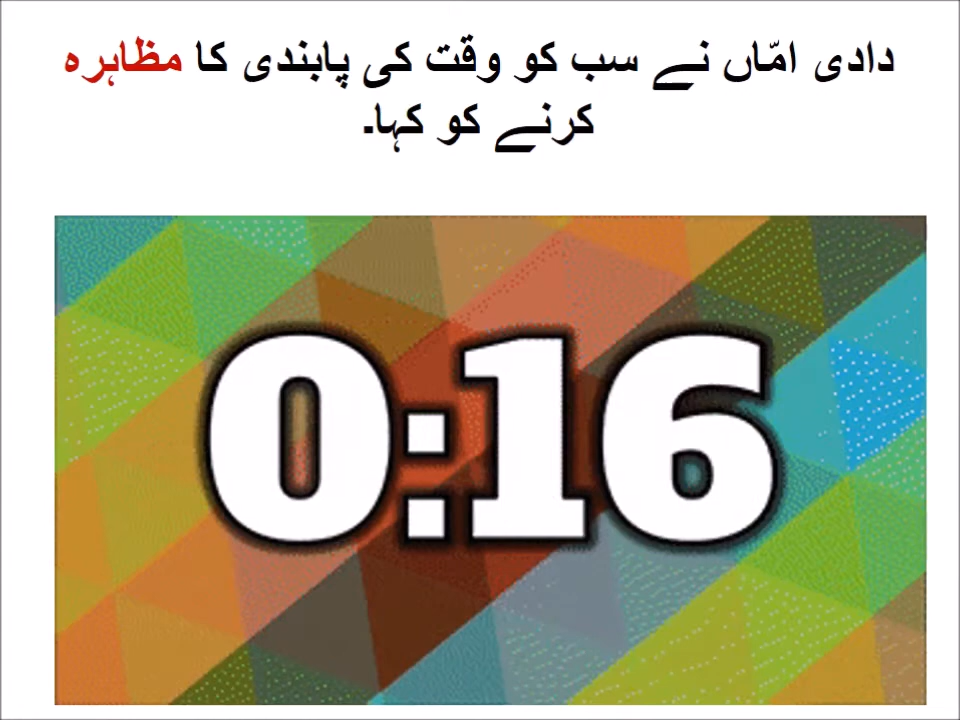 دادی امّاں نے سب کو وقت کی پابندی کا مظاہرہ
کرنے کو کہا۔
0:16